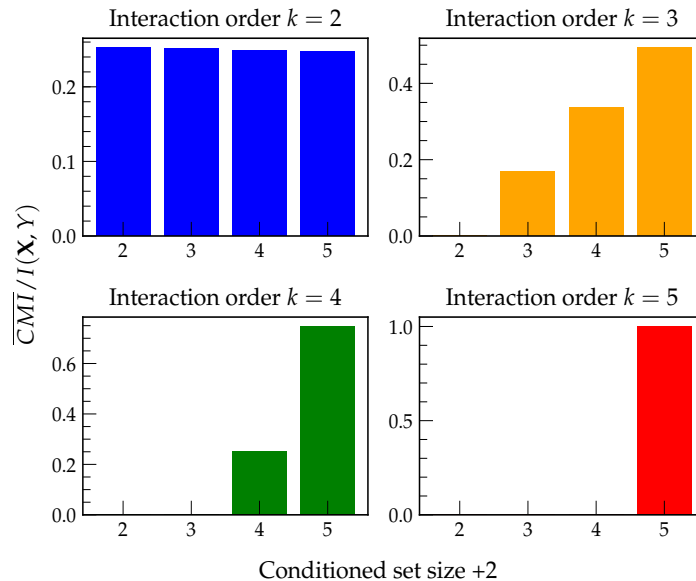 Interaction order k = 2
Interaction order k = 3
0.2
0.1
0.0
2 3 4 5
0.4
0.2
0.0
2 3 4 5
Interaction order k = 4
Interaction order k = 5
0.6
0.4
0.2
0.0
2 3 4 5
1.0
0.5
0.0
2 3 4 5
\overline{CMI}/I(𝐗, Y)
Conditioned set size +2